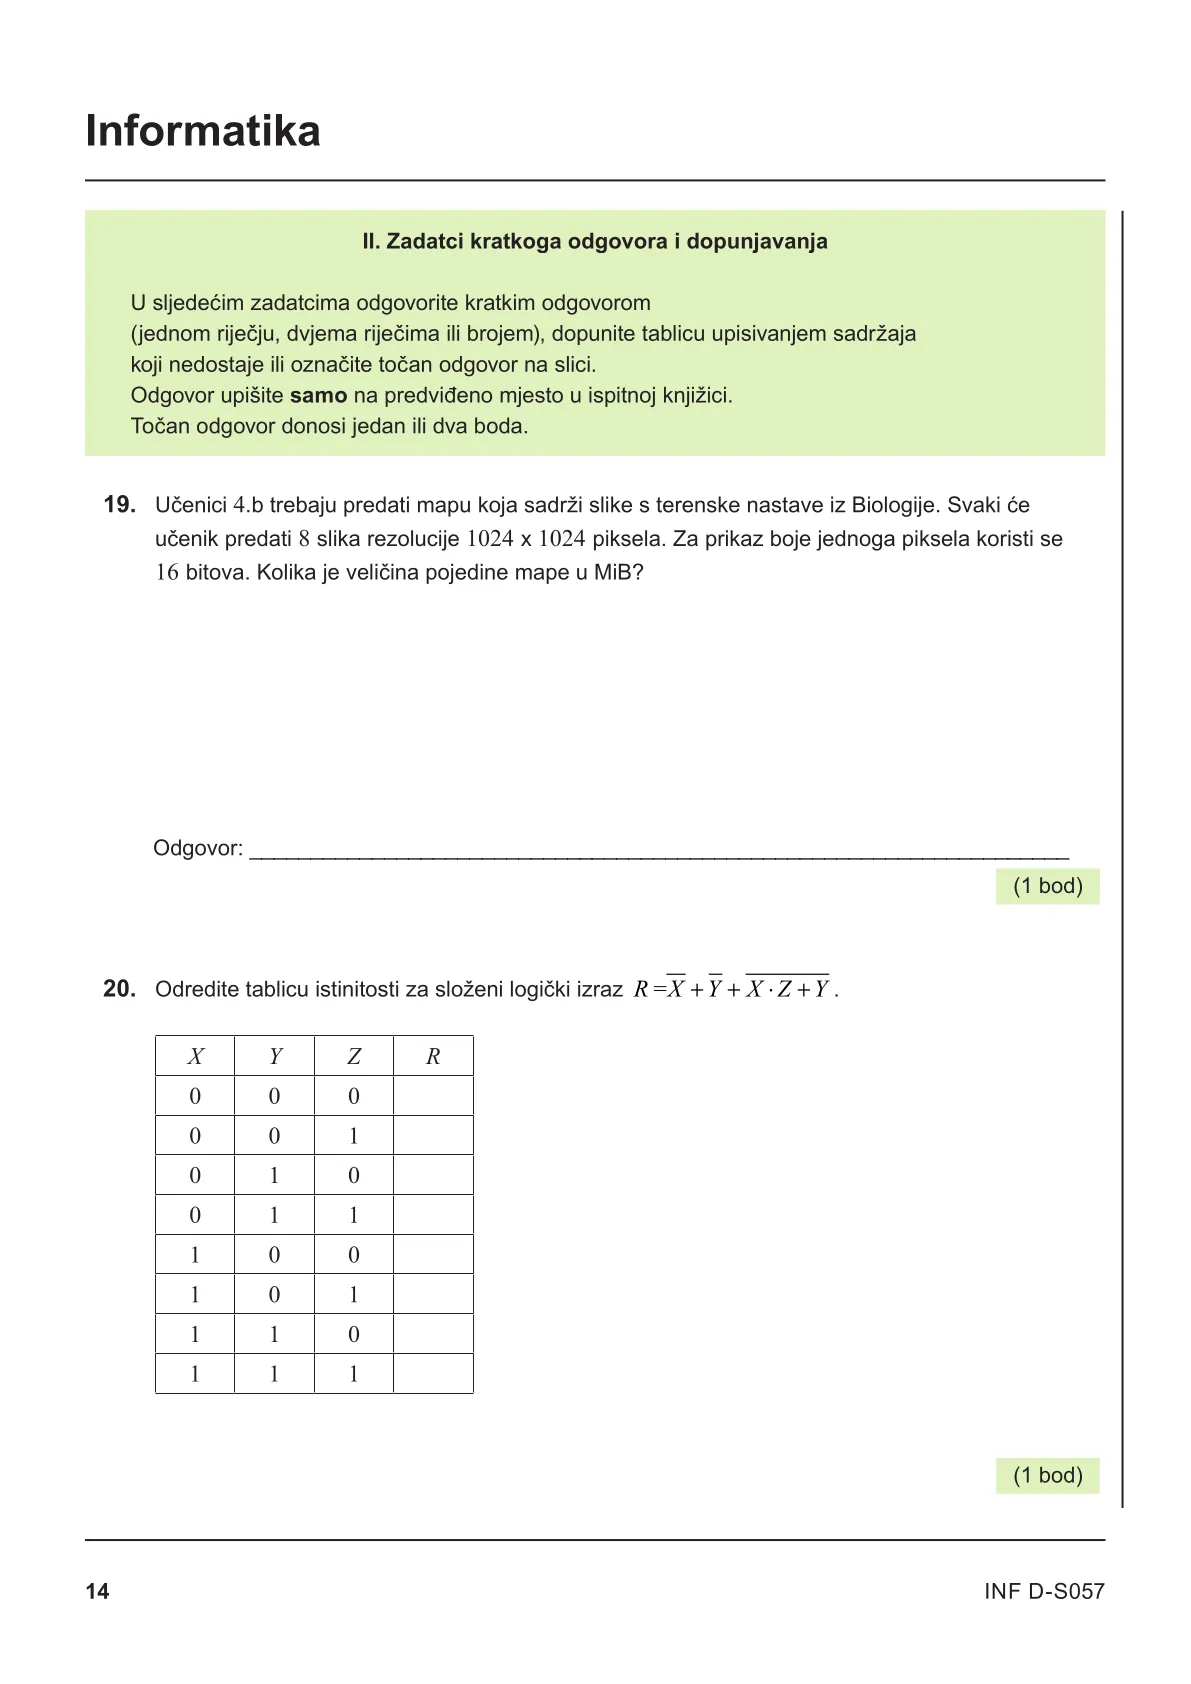 Informatika
II. Zadatci kratkoga odgovora i dopunjavanja
U sljedećim zadatcima odgovorite kratkim odgovorom
(jednom riječju, dvjema riječima ili brojem), dopunite tablicu upisivanjem sadržaja
koji nedostaje ili označite točan odgovor na slici.
Odgovor upišite samo na predviđeno mjesto u ispitnoj knjižici.
Točan odgovor donosi jedan ili dva boda.
19. Učenici 4.b trebaju predati mapu koja sadrži slike s terenske nastave iz Biologije. Svaki će
učenik predati 8 slika rezolucije 1024 x 1024 piksela. Za prikaz boje jednoga piksela koristi se
16 bitova. Kolika je veličina pojedine mape u MiB?
Odgovor: ____________________________________________________________________
(1 bod)
20. Odredite tablicu istinitosti za složeni logički izraz $R = \overline{X} + \overline{Y} + \overline{X \cdot Z + Y}$.
X Y Z R
0 0 0
0 0 1
0 1 0
0 1 1
1 0 0
1 0 1
1 1 0
1 1 1
(1 bod)
14 INF D-S057